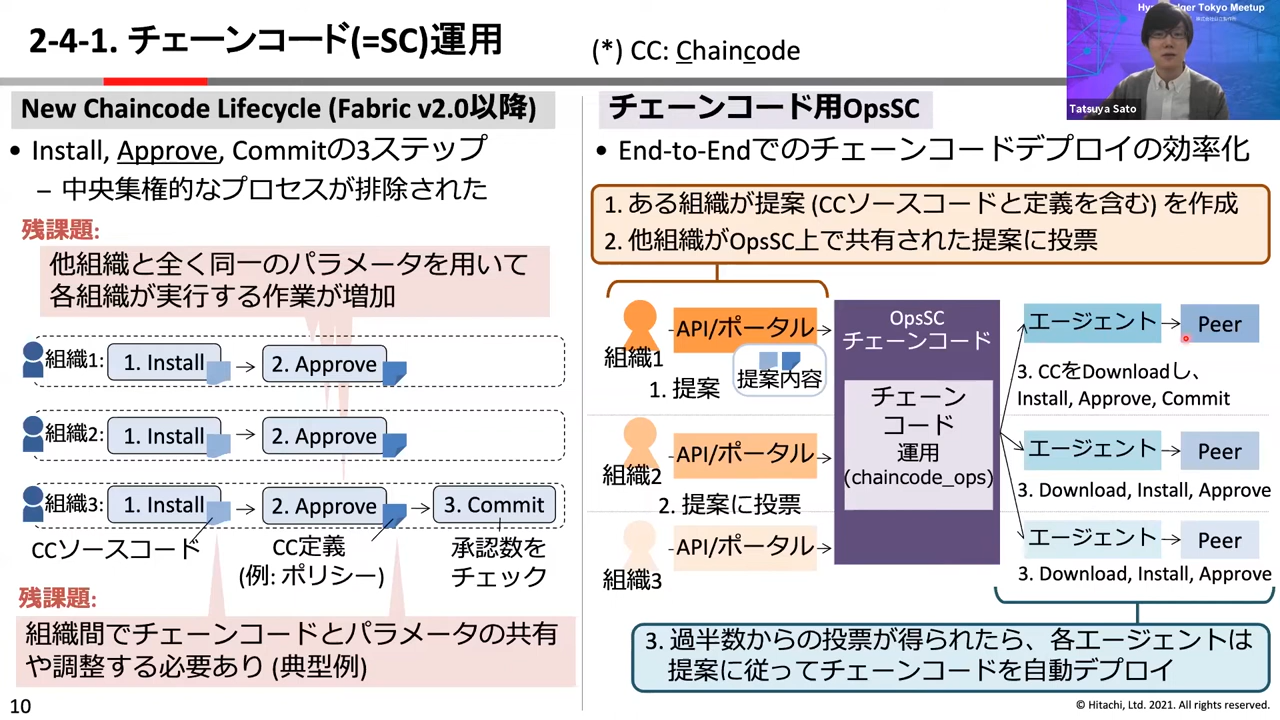 2-4-1. チェーンコード(=SC)運用
(*) CC: Chaincode
Hyperledger Tokyo Meetup
Tatsuya Sato
New Chaincode Lifecycle (Fabric v2.0以降)
• Install, Approve, Commitの3ステップ
– 中央集権的なプロセスが排除された
残課題:
他組織と全く同一のパラメータを用いて
各組織が実行する作業が増加
組織1:
1. Install
2. Approve
組織2:
1. Install
2. Approve
組織3:
1. Install
2. Approve
3. Commit
CCソースコード
CC定義
(例: ポリシー)
承認数を
チェック
残課題:
組織間でチェーンコードとパラメータの共有
や調整する必要あり (典型例)
チェーンコード用OpsSC
• End-to-Endでのチェーンコードデプロイの効率化
1. ある組織が提案 (CCソースコードと定義を含む) を作成
2. 他組織がOpsSC上で共有された提案に投票
組織1
API/ポータル
提案内容
1. 提案
組織2
API/ポータル
2. 提案に投票
組織3
API/ポータル
OpsSC
チェーンコード
チェーン
コード
運用
(chaincode_ops)
エージェント
Peer
3. CCをDownloadし、
Install, Approve, Commit
エージェント
Peer
3. Download, Install, Approve
エージェント
Peer
3. Download, Install, Approve
3. 過半数からの投票が得られたら、各エージェントは
提案に従ってチェーンコードを自動デプロイ
10
© Hitachi, Ltd. 2021. All rights reserved.